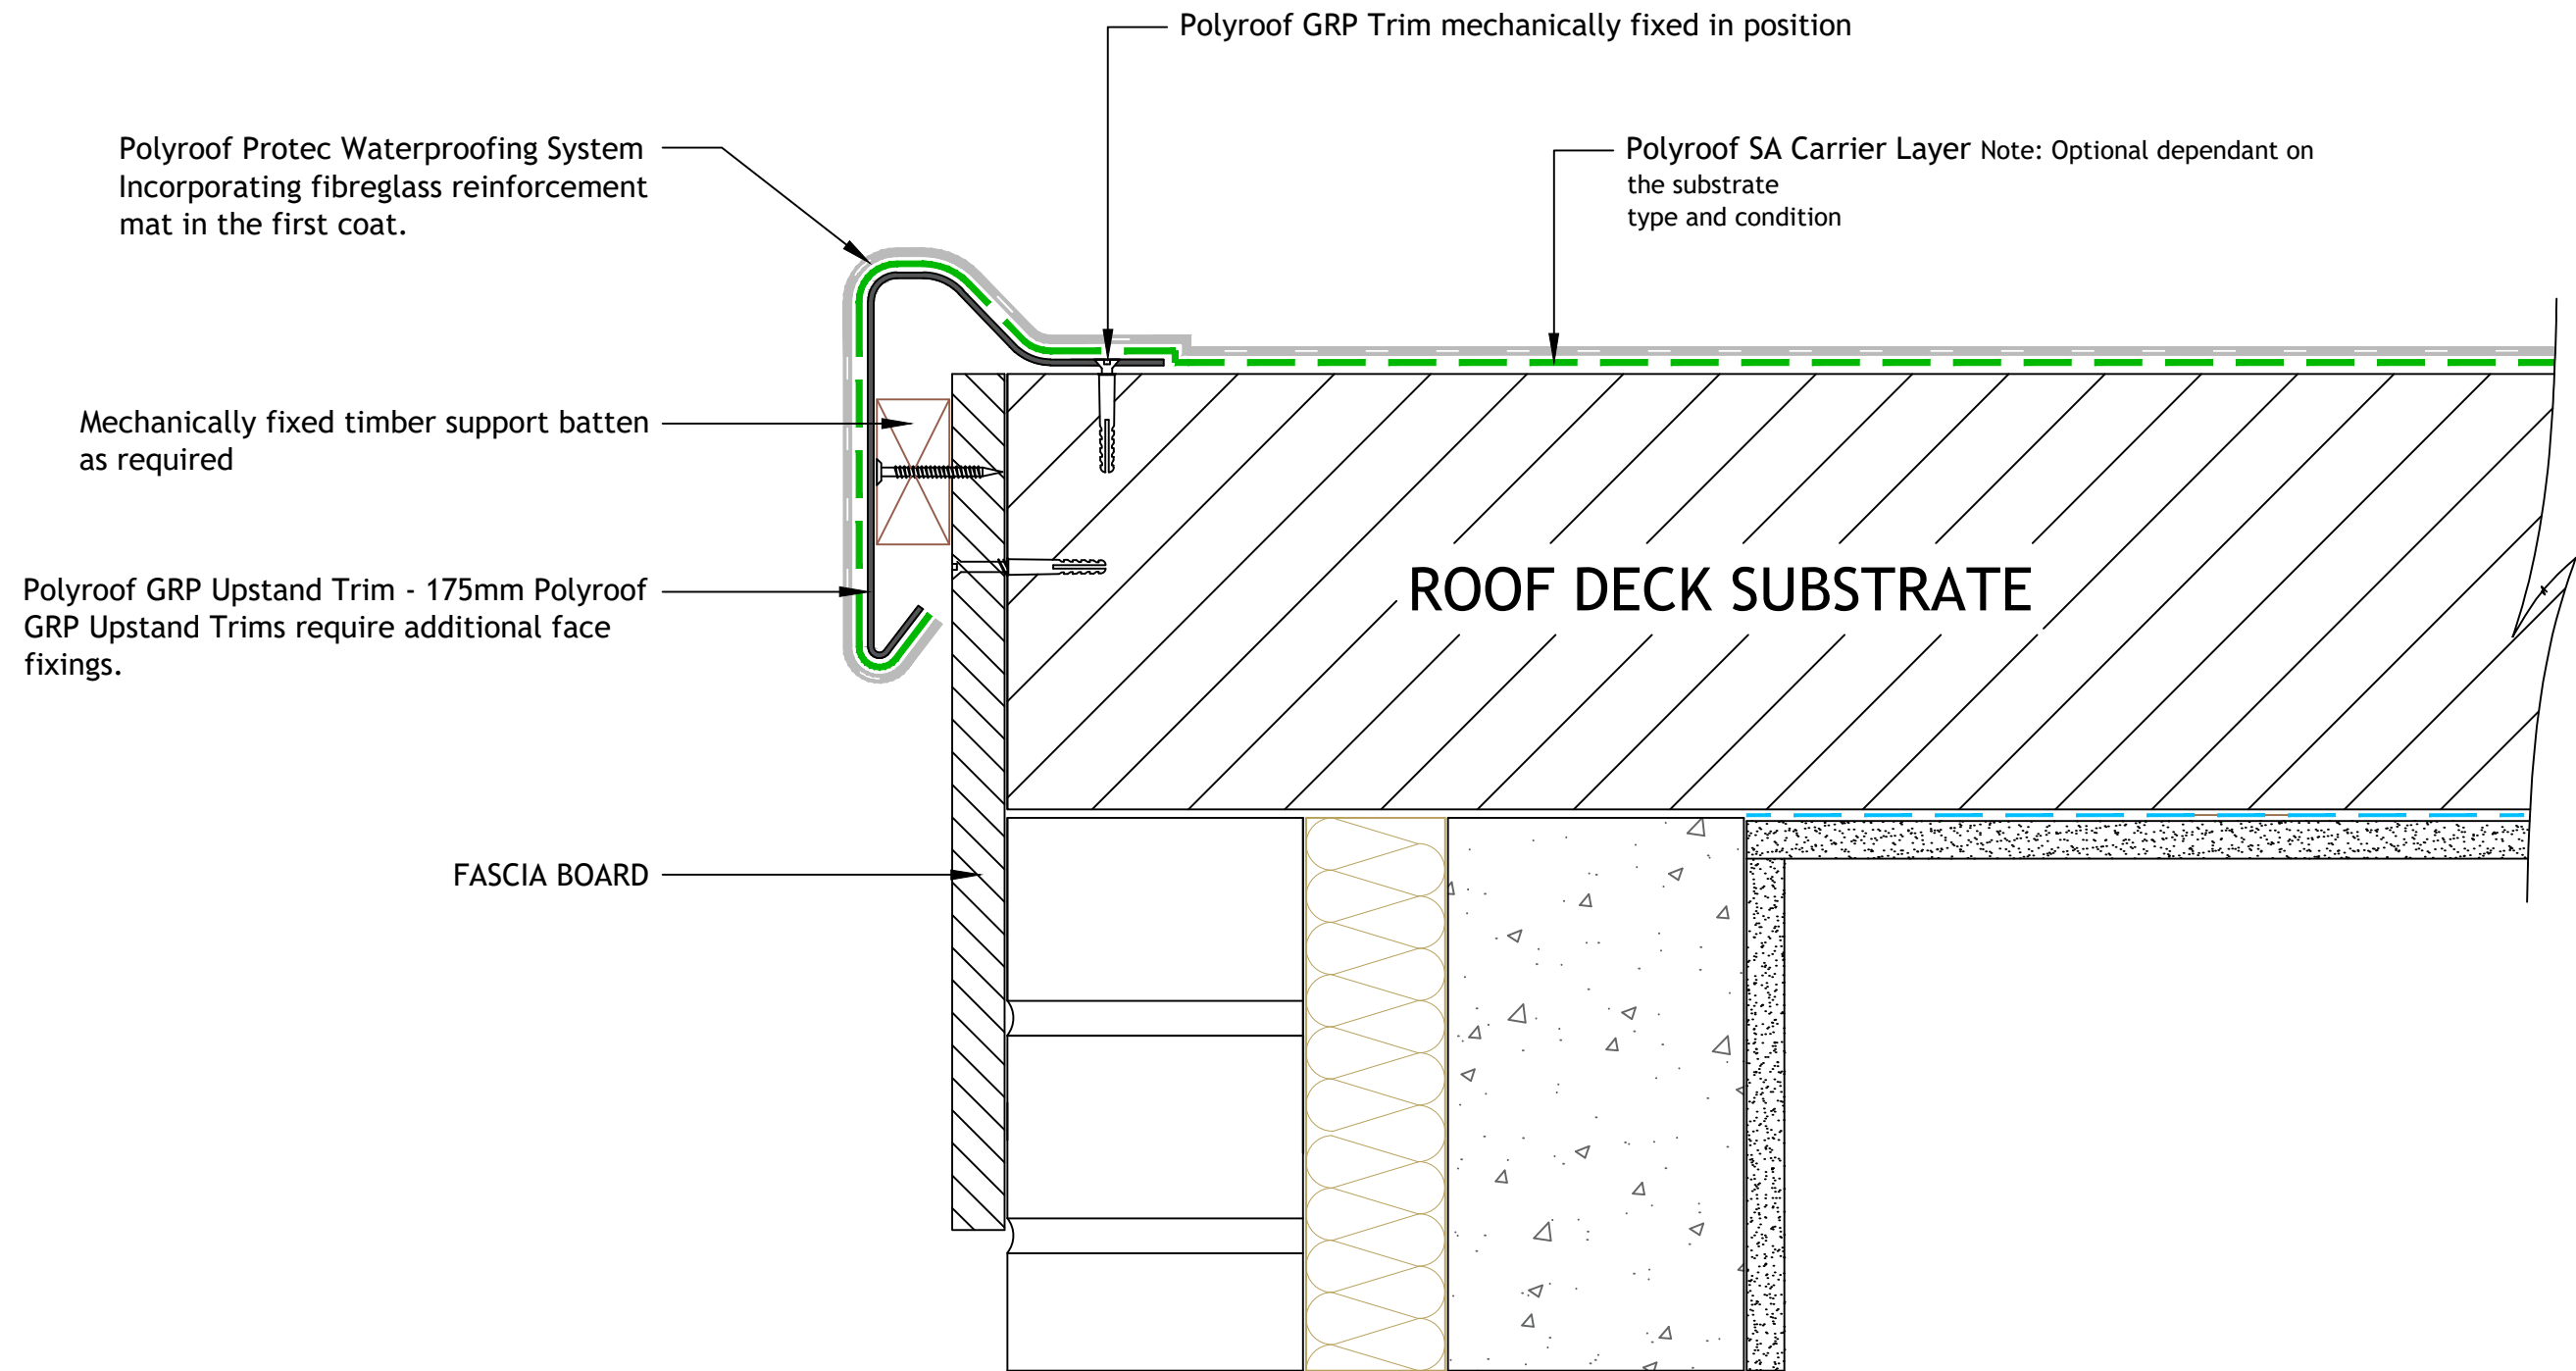 Polyroof GRP Trim mechanically fixed in position
Polyroof Protec Waterproofing System
Incorporating fibreglass reinforcement
mat in the first coat.
Polyroof SA Carrier Layer Note: Optional dependant on
the substrate
type and condition
Mechanically fixed timber support batten
as required
Polyroof GRP Upstand Trim - 175mm Polyroof
GRP Upstand Trims require additional face
fixings.
ROOF DECK SUBSTRATE
FASCIA BOARD